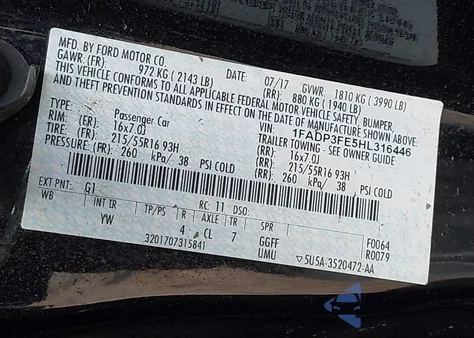 MFD. BY FORD MOTOR CO. DATE: 07/17 GVWR: 1810 KG (3990 LB)
GAWR: (FR): 972 KG (2143 LB) (RR): 880 KG (1940 LB)
THIS VEHICLE CONFORMS TO ALL APPLICABLE FEDERAL MOTOR VEHICLE SAFETY, BUMPER,
AND THEFT PREVENTION STANDARDS IN EFFECT ON THE DATE OF MANUFACTURE SHOWN ABOVE.
VIN: 1FADP3FE5HL316446
TYPE: Passenger Car TRAILER TOWING - SEE OWNER GUIDE
RIM: (FR): 16x7.0J (RR): 16x7.0J
TIRE: (FR): 215/55R16 93H (RR): 215/55R16 93H
PRESSURE: (FR): 260 kPa/ 38 PSI COLD (RR): 260 kPa/ 38 PSI COLD
EXT PNT: G1 RC: 11 DSO: F0064
WB INT TR TP/PS R AXLE TR SPR R0079
YW 4 CL 7 GGFF
UMU
3201707315841 ▽5U5A-3520472-AA